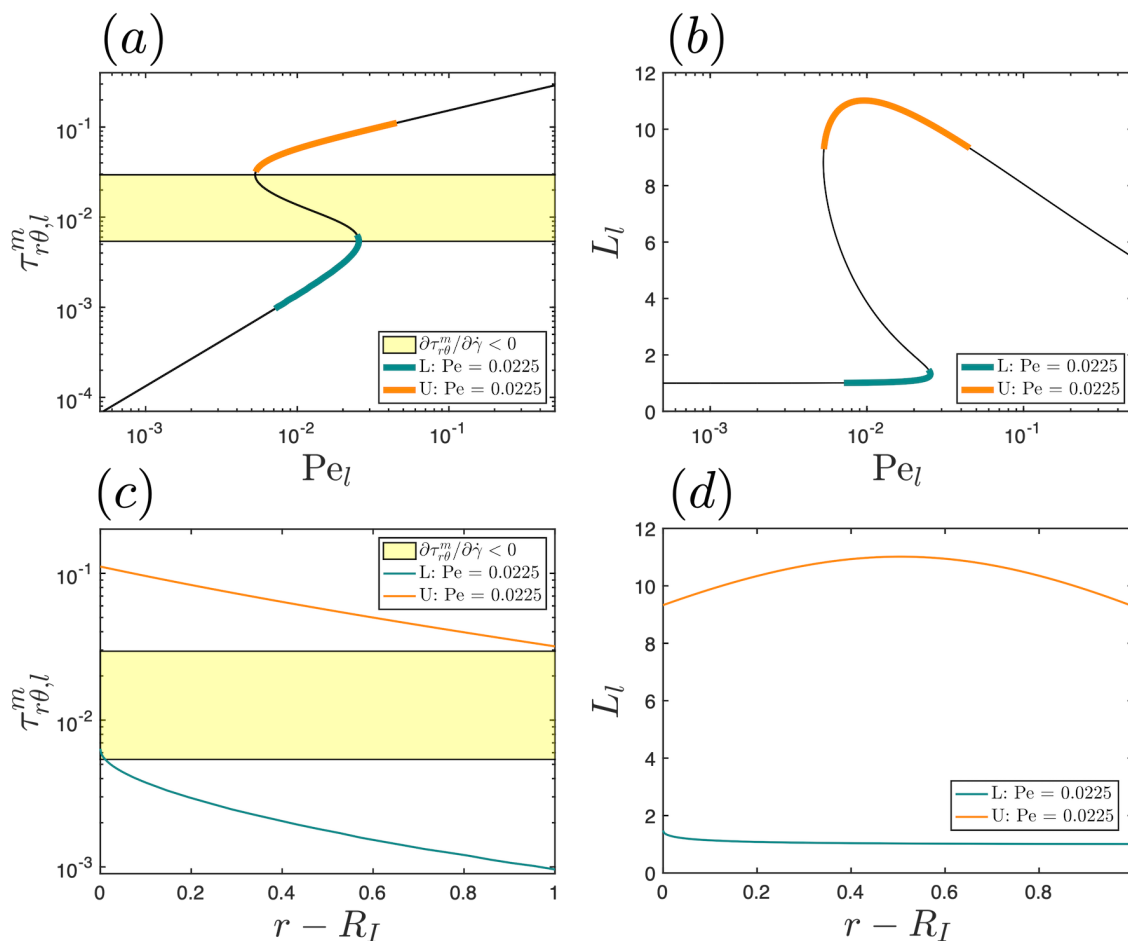 (a)
10^{-1}
10^{-2}
10^{-3}
10^{-4}
τ^m_{rθ,l}
∂τ^m_{rθ}/∂γ̇ < 0
L: Pe = 0.0225
U: Pe = 0.0225
10^{-3} 10^{-2} 10^{-1}
Pe_l
(b)
12
10
8
6
4
2
0
L_l
L: Pe = 0.0225
U: Pe = 0.0225
10^{-3} 10^{-2} 10^{-1}
Pe_l
(c)
10^{-1}
10^{-2}
10^{-3}
τ^m_{rθ,l}
∂τ^m_{rθ}/∂γ̇ < 0
L: Pe = 0.0225
U: Pe = 0.0225
0 0.2 0.4 0.6 0.8 1
r − R_I
(d)
12
10
8
6
4
2
0
L_l
L: Pe = 0.0225
U: Pe = 0.0225
0 0.2 0.4 0.6 0.8
r − R_I